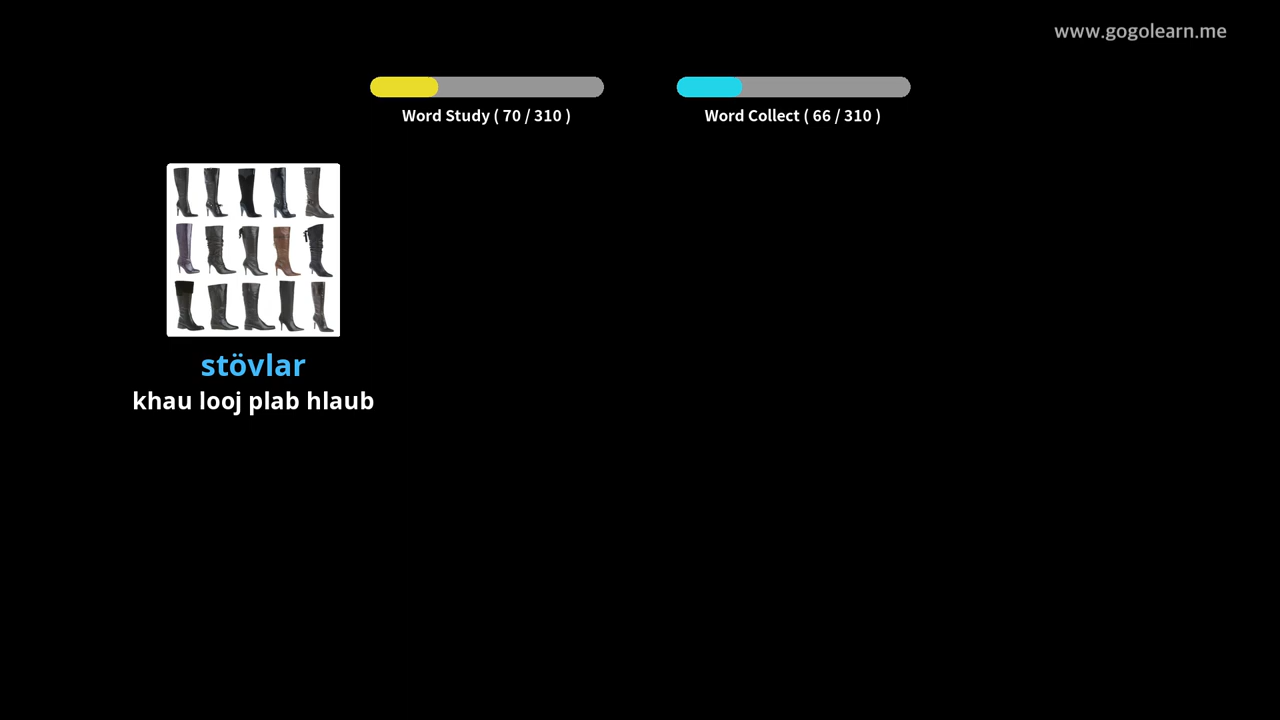 www.gogolearn.me
Word Study ( 70 / 310 )
Word Collect ( 66 / 310 )
stövlar
khau looj plab hlaub